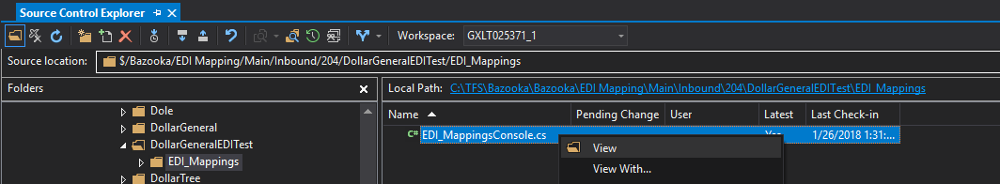 Source Control Explorer
Workspace: GXLT025371_1
Source location: $/Bazooka/EDI Mapping/Main/Inbound/204/DollarGeneralEDITest/EDI_Mappings
Folders
Local Path: C:\TFS\Bazooka\Bazooka\EDI Mapping\Main\Inbound\204\DollarGeneralEDITest\EDI_Mappings
Dole
DollarGeneral
DollarGeneralEDITest
EDI_Mappings
DollarTree
Name Pending Change User Latest Last Check-in
C# EDI_MappingsConsole.cs 1/26/2018 1:31:...
View
View With...